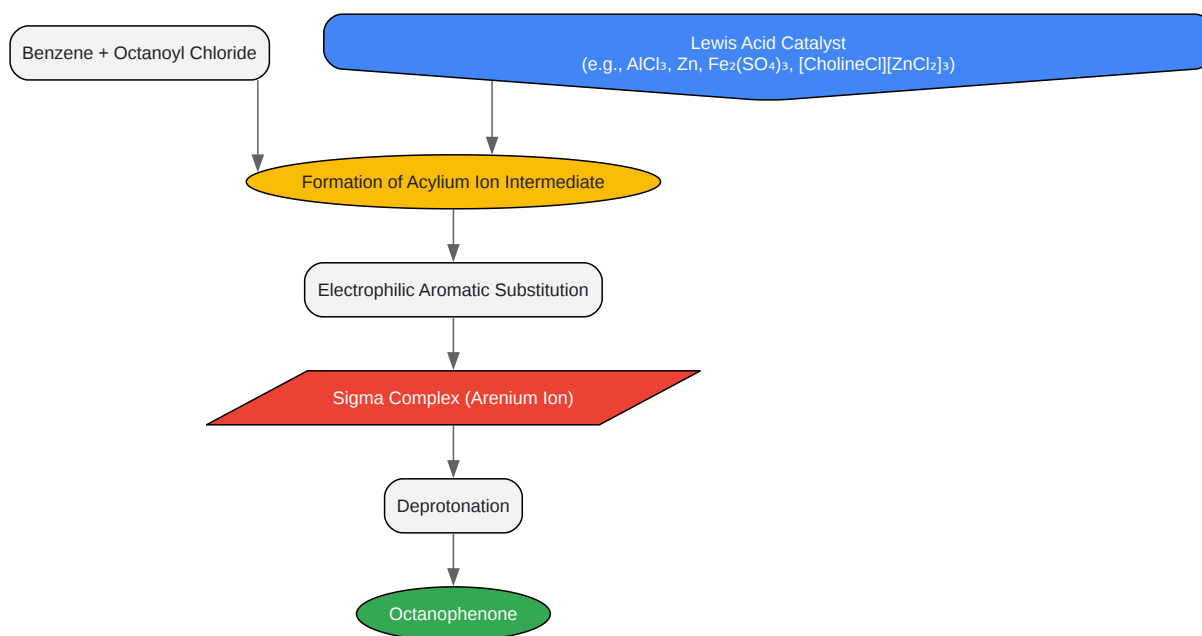 Benzene + Octanoyl Chloride
Lewis Acid Catalyst
(e.g., AlCl₃, Zn, Fe₂(SO₄)₃, [CholineCl][ZnCl₂]₃)
Formation of Acylium Ion Intermediate
Electrophilic Aromatic Substitution
Sigma Complex (Arenium Ion)
Deprotonation
Octanophenone